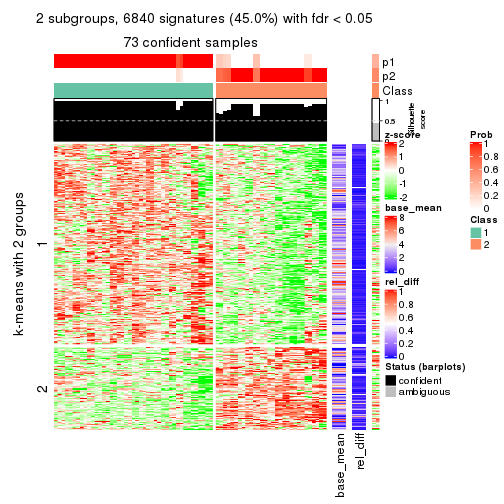 2 subgroups, 6840 signatures (45.0%) with fdr < 0.05
73 confident samples
p1
p2
Class
1
0.5
0
Silhouette
score
k-means with 2 groups
1
2
base_mean
rel_diff
z-score
2
1
0
-1
-2
base_mean
8
6
4
2
0
rel_diff
1
0.8
0.6
0.4
0.2
0
Status (barplots)
confident
ambiguous
Prob
1
0.8
0.6
0.4
0.2
0
Class
1
2